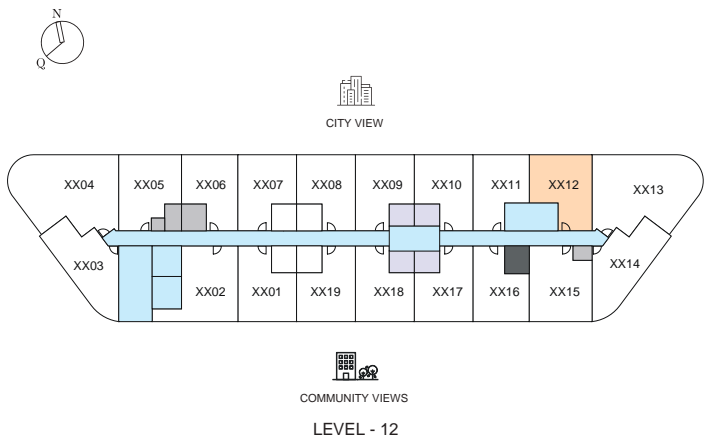 N
Q
CITY VIEW
XX04 XX05 XX06 XX07 XX08 XX09 XX10 XX11 XX12 XX13
XX03 XX02 XX01 XX19 XX18 XX17 XX16 XX15 XX14
COMMUNITY VIEWS
LEVEL - 12